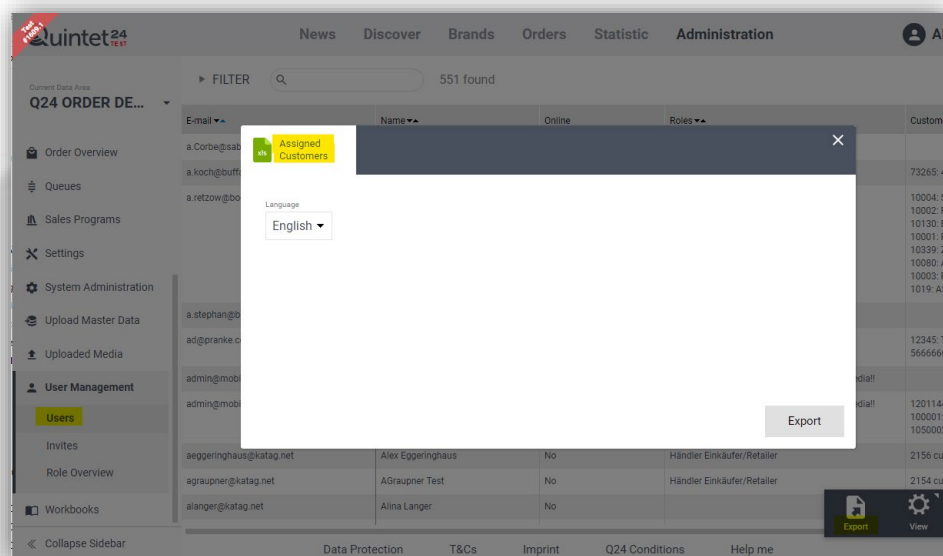 Test
#1609.1
Quintet24
TEST
News Discover Brands Orders Statistic Administration
Current Data Area
Q24 ORDER DE...
FILTER
551 found
E-mail Name Online Roles Custom
a.Corbe@sab
a.koch@buffa
73265:
a.retzow@bo
10004:
10002:
10130:
10001:
10339:
10080:
10003:
1019: A
a.stephan@b
ad@pranke.c
12345:
566666
admin@mobi
edia!!
admin@mobi
edia!!
120114
100001
105000
aeggeringhaus@katag.net Alex Eggeringhaus No Händler Einkäufer/Retailer 2156 cu
agraupner@katag.net AGraupner Test No Händler Einkäufer/Retailer 2154 cu
alanger@katag.net Alina Langer No
Order Overview
Queues
Sales Programs
Settings
System Administration
Upload Master Data
Uploaded Media
User Management
Users
Invites
Role Overview
Workbooks
Collapse Sidebar
xls
Assigned
Customers
Language
English
Export
Export
View
Data Protection T&Cs Imprint Q24 Conditions Help me